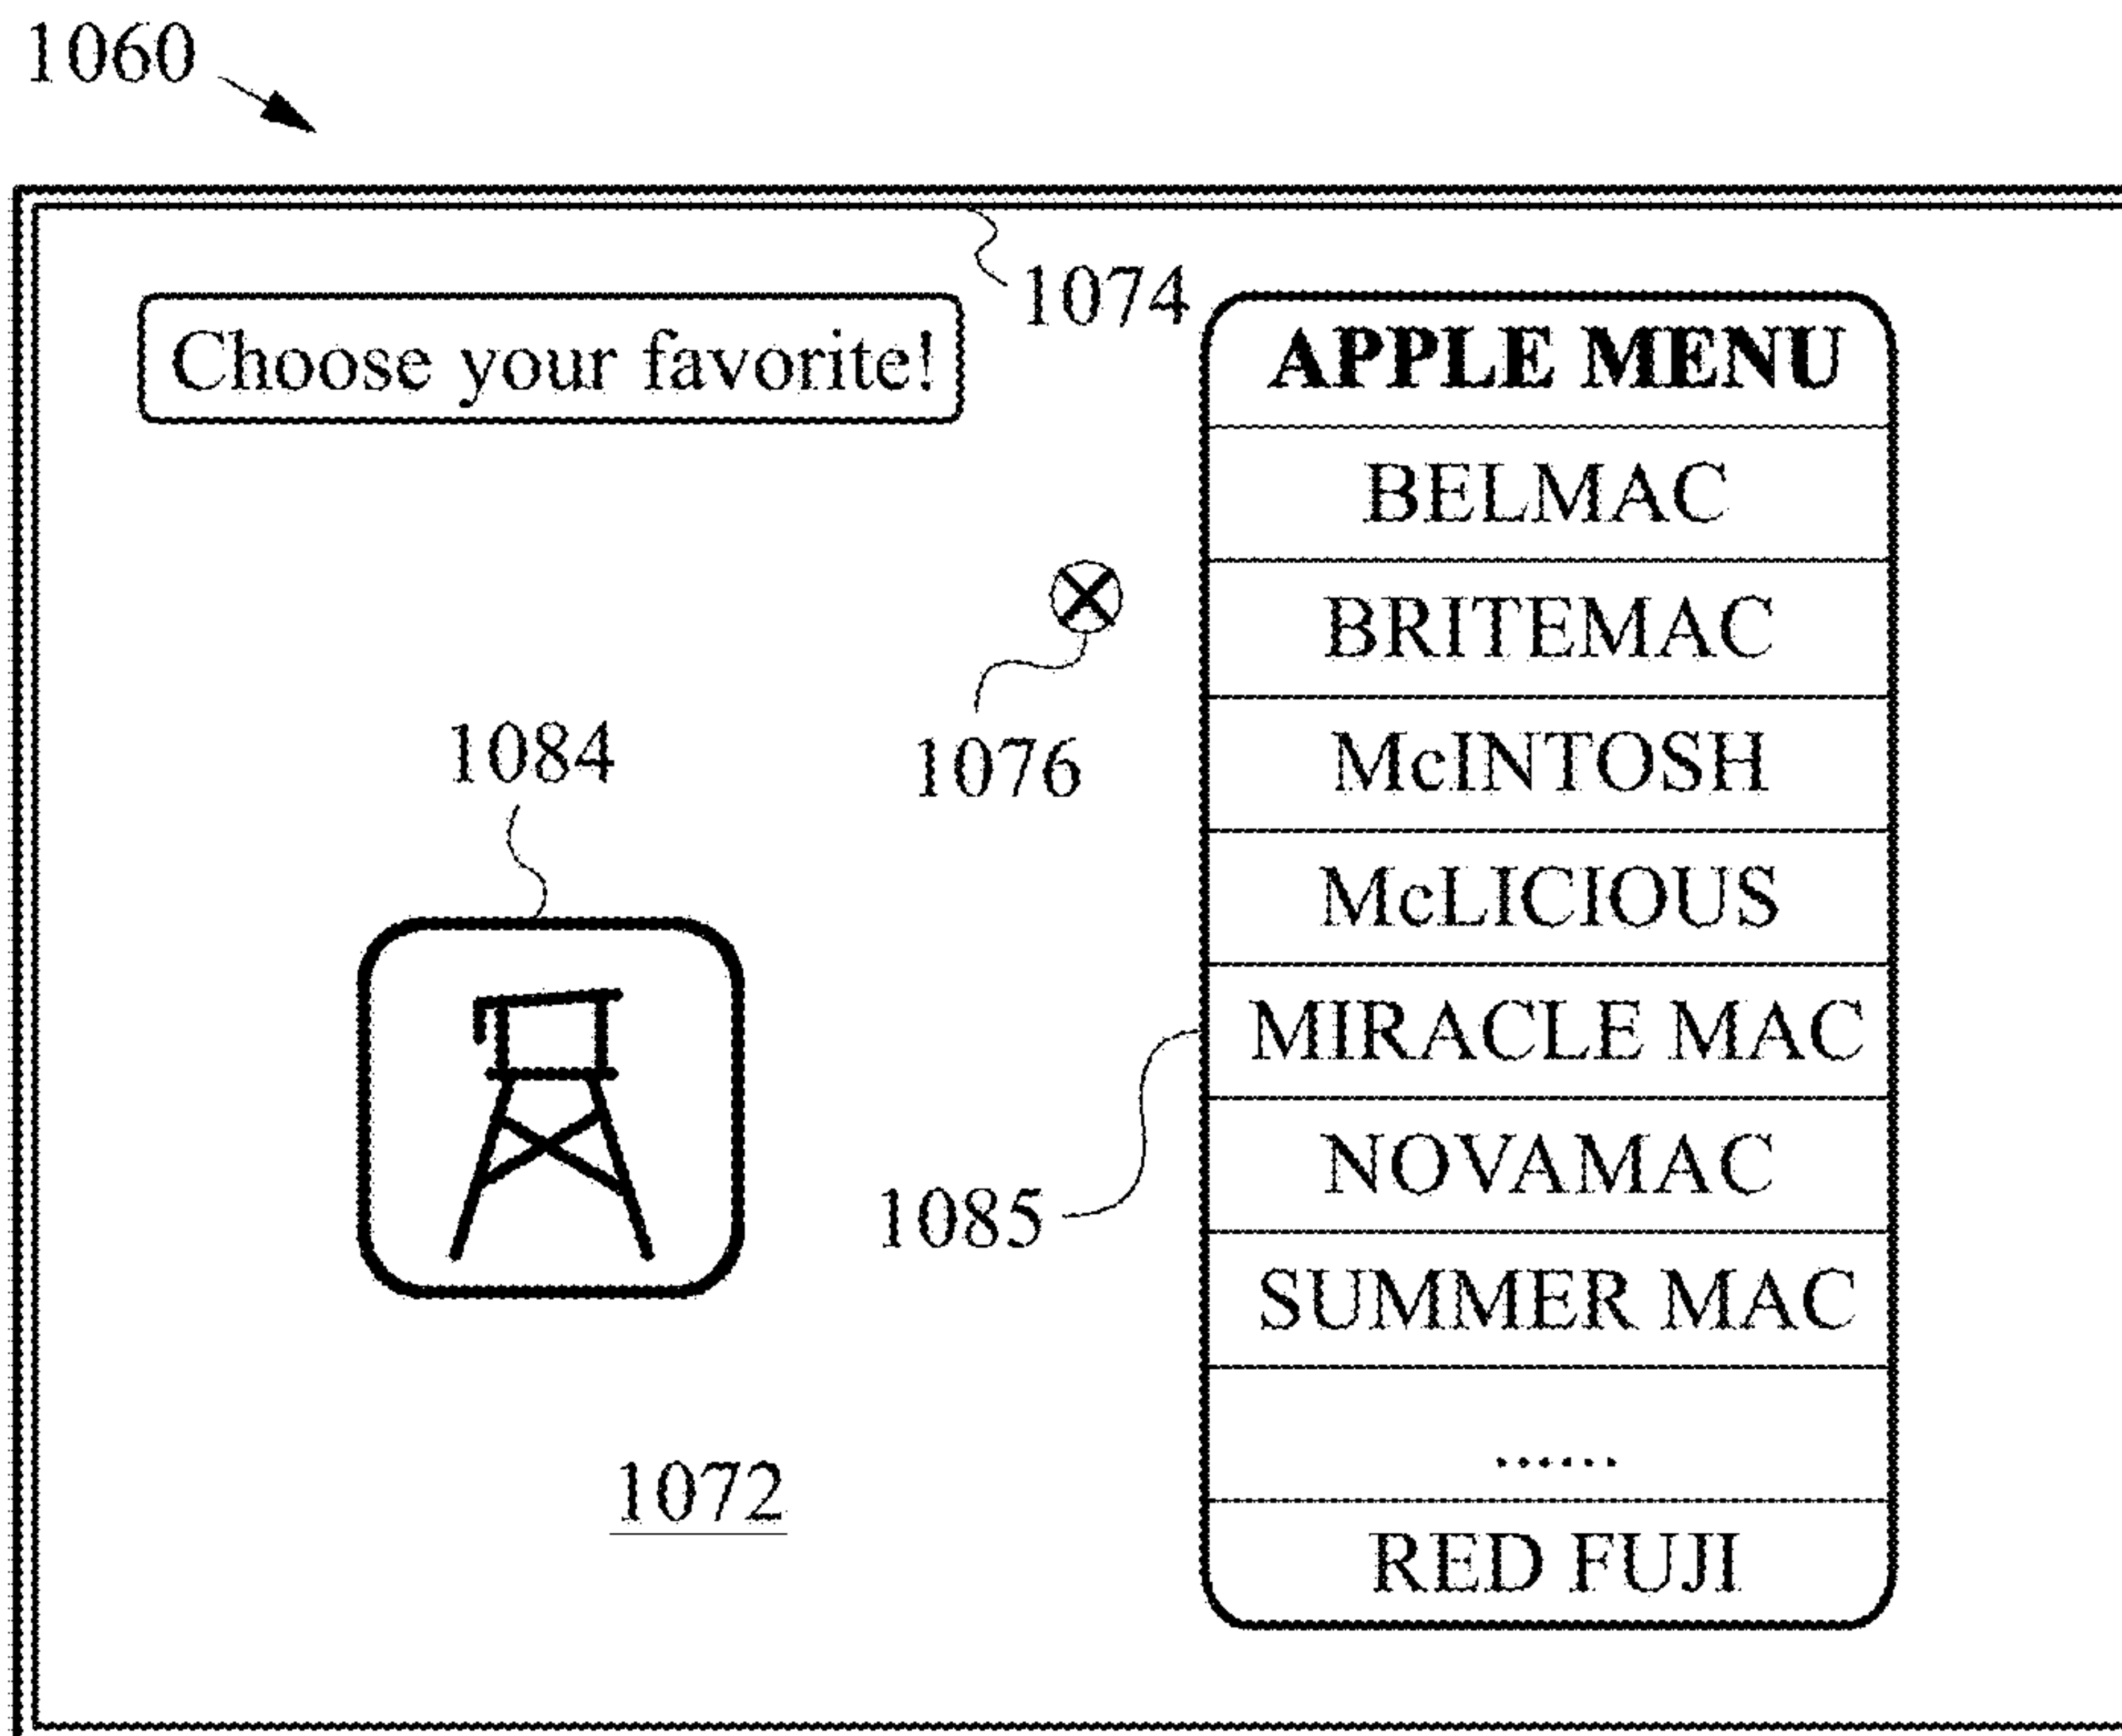 1060
1074
Choose your favorite!
APPLE MENU
BELMAC
BRITEMAC
1076
McINTOSH
1084
McLICIOUS
MIRACLE MAC
NOVAMAC
1085
SUMMER MAC
......
1072
RED FUJI